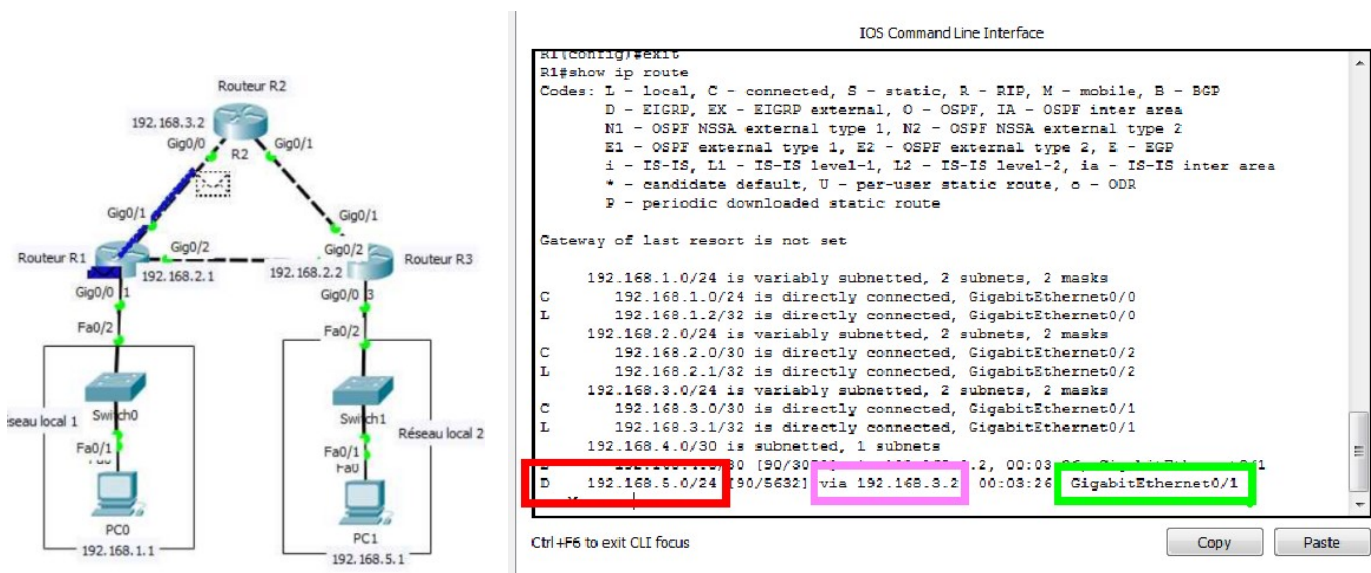 Routeur R2
192.168.3.2
Gig0/0
R2
Gig0/1
Gig0/1
Gig0/1
Routeur R1
Gig0/2
192.168.2.1
Gig0/2
192.168.2.2
Routeur R3
Gig0/0
1
Gig0/0
3
Fa0/2
Fa0/2
seau local 1
Switch0
Switch1
Réseau local 2
Fa0/1
Fa0/1
PC0
192.168.1.1
PC1
192.168.5.1
IOS Command Line Interface
R1(config)#exit
R1#show ip route
Codes: L - local, C - connected, S - static, R - RIP, M - mobile, B - BGP
D - EIGRP, EX - EIGRP external, O - OSPF, IA - OSPF inter area
N1 - OSPF NSSA external type 1, N2 - OSPF NSSA external type 2
E1 - OSPF external type 1, E2 - OSPF external type 2, E - EGP
i - IS-IS, L1 - IS-IS level-1, L2 - IS-IS level-2, ia - IS-IS inter area
* - candidate default, U - per-user static route, o - ODR
P - periodic downloaded static route
Gateway of last resort is not set
192.168.1.0/24 is variably subnetted, 2 subnets, 2 masks
C 192.168.1.0/24 is directly connected, GigabitEthernet0/0
L 192.168.1.2/32 is directly connected, GigabitEthernet0/0
192.168.2.0/24 is variably subnetted, 2 subnets, 2 masks
C 192.168.2.0/30 is directly connected, GigabitEthernet0/2
L 192.168.2.1/32 is directly connected, GigabitEthernet0/2
192.168.3.0/24 is variably subnetted, 2 subnets, 2 masks
C 192.168.3.0/30 is directly connected, GigabitEthernet0/1
L 192.168.3.1/32 is directly connected, GigabitEthernet0/1
192.168.4.0/30 is subnetted, 1 subnets
D 192.168.5.0/24 [90/5632] via 192.168.3.2 00:03:26 GigabitEthernet0/1
Ctrl+F6 to exit CLI focus
Copy
Paste